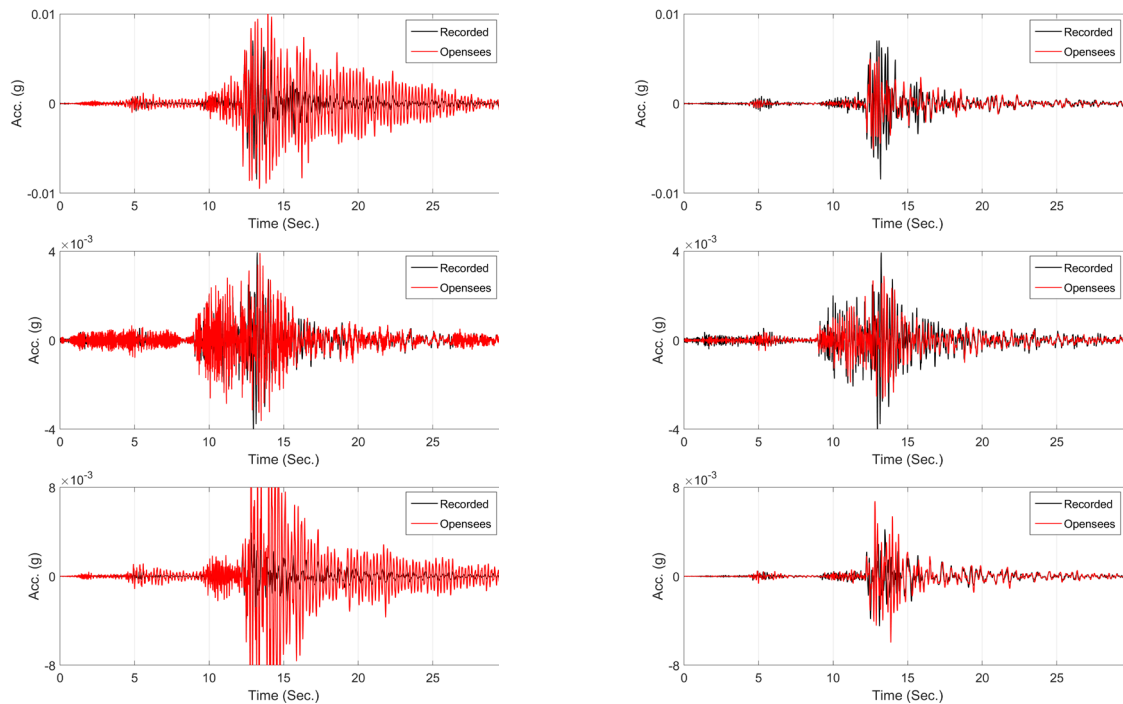 0.01
Recorded
Opensees
Acc. (g)
0
-0.01
0 5 10 15 20 25
Time (Sec.)
0.01
Recorded
Opensees
Acc. (g)
0
-0.01
0 5 10 15 20 25
Time (Sec.)
×10⁻³
4
Recorded
Opensees
Acc. (g)
0
-4
0 5 10 15 20 25
Time (Sec.)
×10⁻³
4
Recorded
Opensees
Acc. (g)
0
-4
0 5 10 15 20 25
Time (Sec.)
×10⁻³
8
Recorded
Opensees
Acc. (g)
0
-8
0 5 10 15 20 25
Time (Sec.)
×10⁻³
8
Recorded
Opensees
Acc. (g)
0
-8
0 5 10 15 20 25
Time (Sec.)